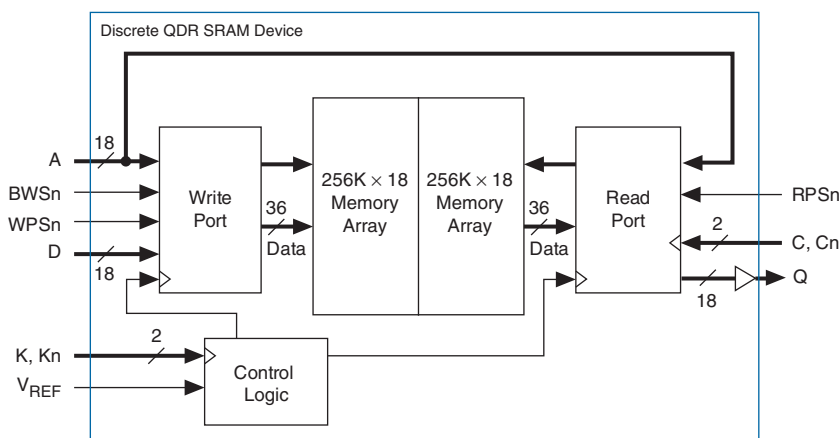 Discrete QDR SRAM Device
A
18
BWSn
WPSn
D
18
Write
Port
36
Data
256K × 18
Memory
Array
256K × 18
Memory
Array
36
Data
Read
Port
RPSn
2
C, Cn
18
Q
K, Kn
2
VREF
Control
Logic